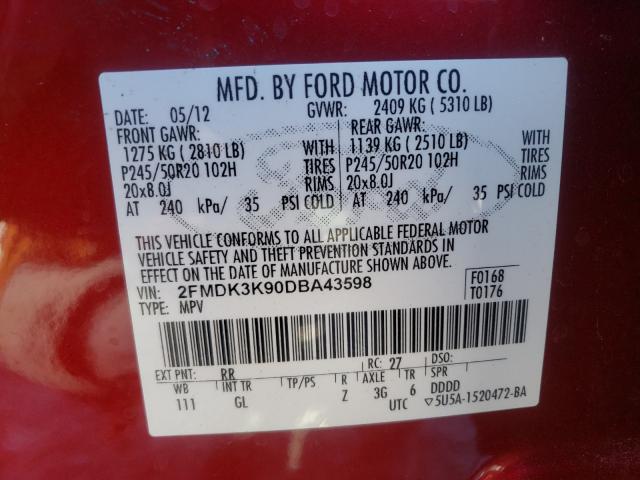 MFD. BY FORD MOTOR CO.
DATE: 05/12 GVWR: 2409 KG ( 5310 LB)
FRONT GAWR: REAR GAWR:
1275 KG ( 2810 LB) WITH 1139 KG ( 2510 LB) WITH
P245/50R20 102H TIRES P245/50R20 102H TIRES
20x8.0J RIMS 20x8.0J RIMS
AT 240 kPa/ 35 PSI COLD AT 240 kPa/ 35 PSI COLD
THIS VEHICLE CONFORMS TO ALL APPLICABLE FEDERAL MOTOR
VEHICLE SAFETY AND THEFT PREVENTION STANDARDS IN
EFFECT ON THE DATE OF MANUFACTURE SHOWN ABOVE.
VIN: 2FMDK3K90DBA43598 F0168
TYPE: MPV T0176
EXT PNT: RR RC: 27 DSO:
WB INT TR TP/PS R AXLE TR SPR
111 GL Z 3G 6 DDDD
UTC ▽5U5A-1520472-BA